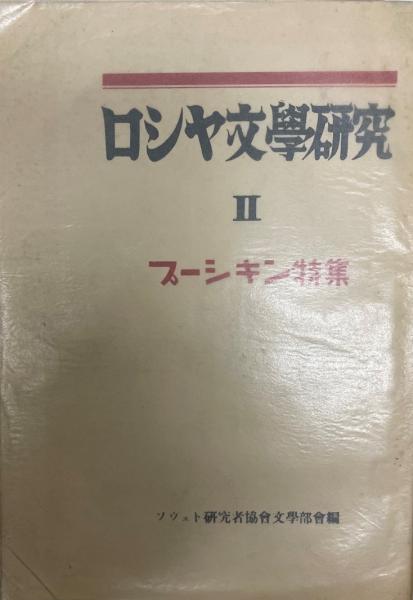 ロシヤ文學研究
II
プーシキン特集
ソヴェト研究者協會文學部會編